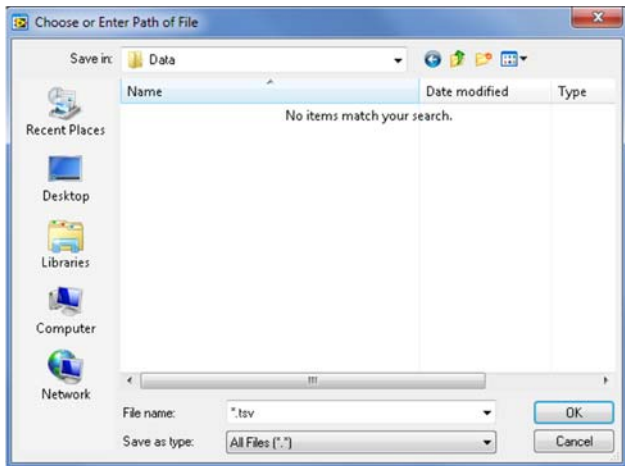 Choose or Enter Path of File
Save in: Data
Name Date modified Type
No items match your search.
Recent Places
Desktop
Libraries
Computer
Network
File name: *.tsv OK
Save as type: All Files (*.*) Cancel